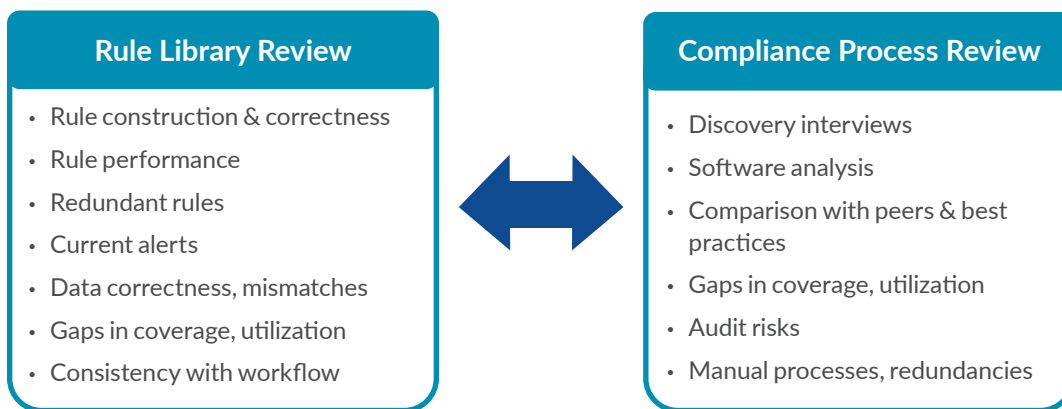 Rule Library Review
• Rule construction & correctness
• Rule performance
• Redundant rules
• Current alerts
• Data correctness, mismatches
• Gaps in coverage, utilization
• Consistency with workflow
Compliance Process Review
• Discovery interviews
• Software analysis
• Comparison with peers & best
practices
• Gaps in coverage, utilization
• Audit risks
• Manual processes, redundancies